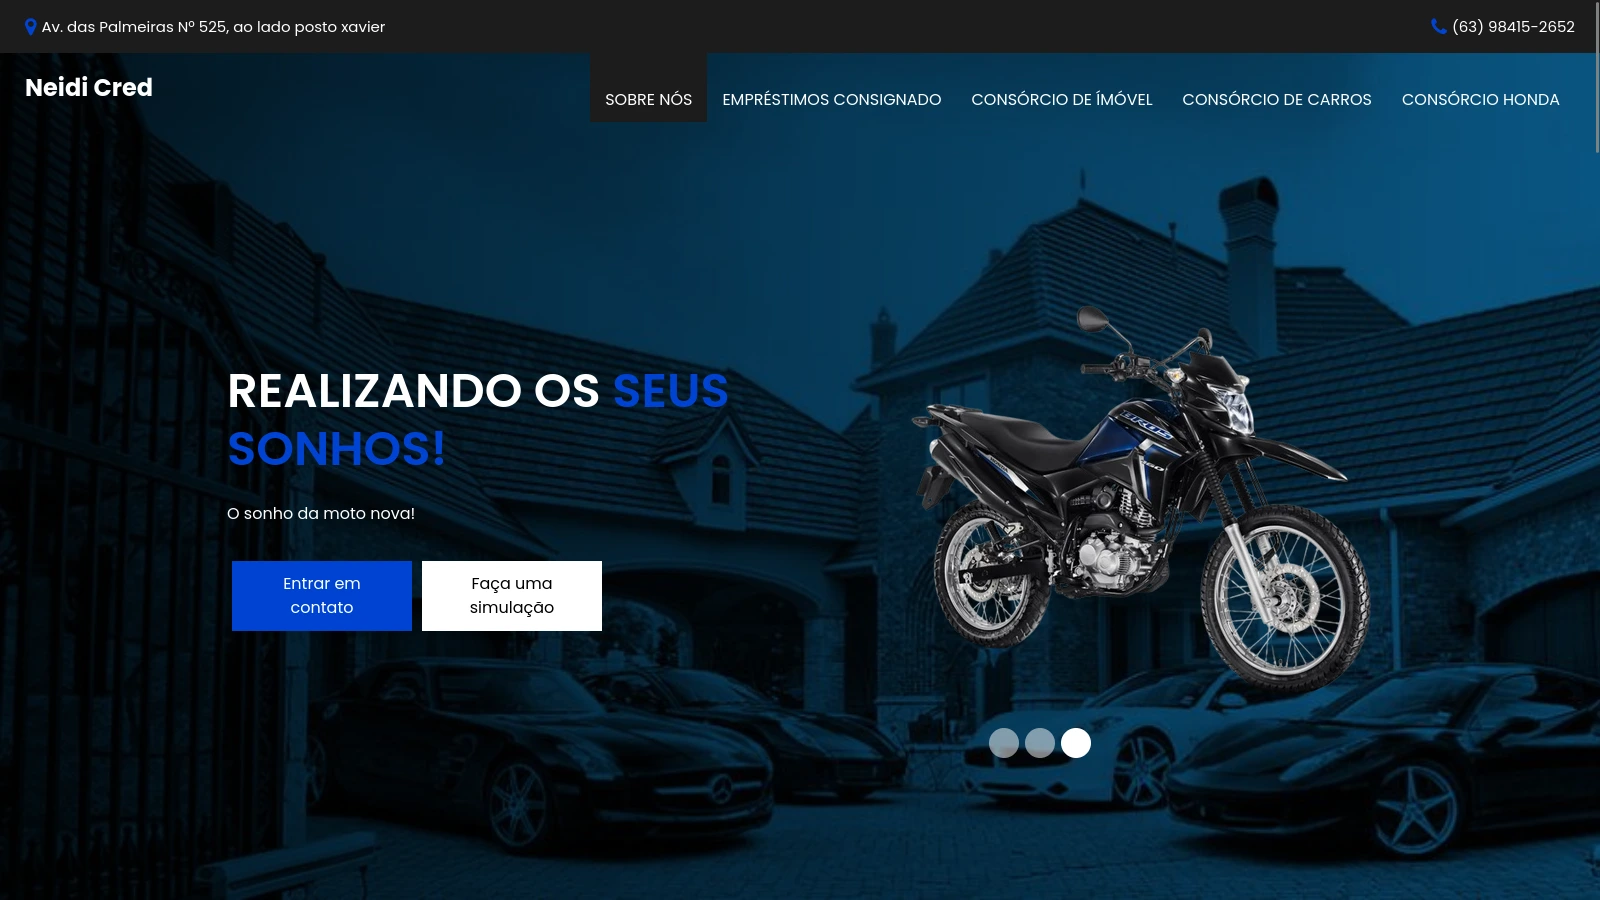 Av. das Palmeiras Nº 525, ao lado posto xavier
(63) 98415-2652
Neidi Cred
SOBRE NÓS
EMPRÉSTIMOS CONSIGNADO
CONSÓRCIO DE ÍMÓVEL
CONSÓRCIO DE CARROS
CONSÓRCIO HONDA
REALIZANDO OS SEUS
SONHOS!
O sonho da moto nova!
Entrar em
contato
Faça uma
simulação
BROS
160